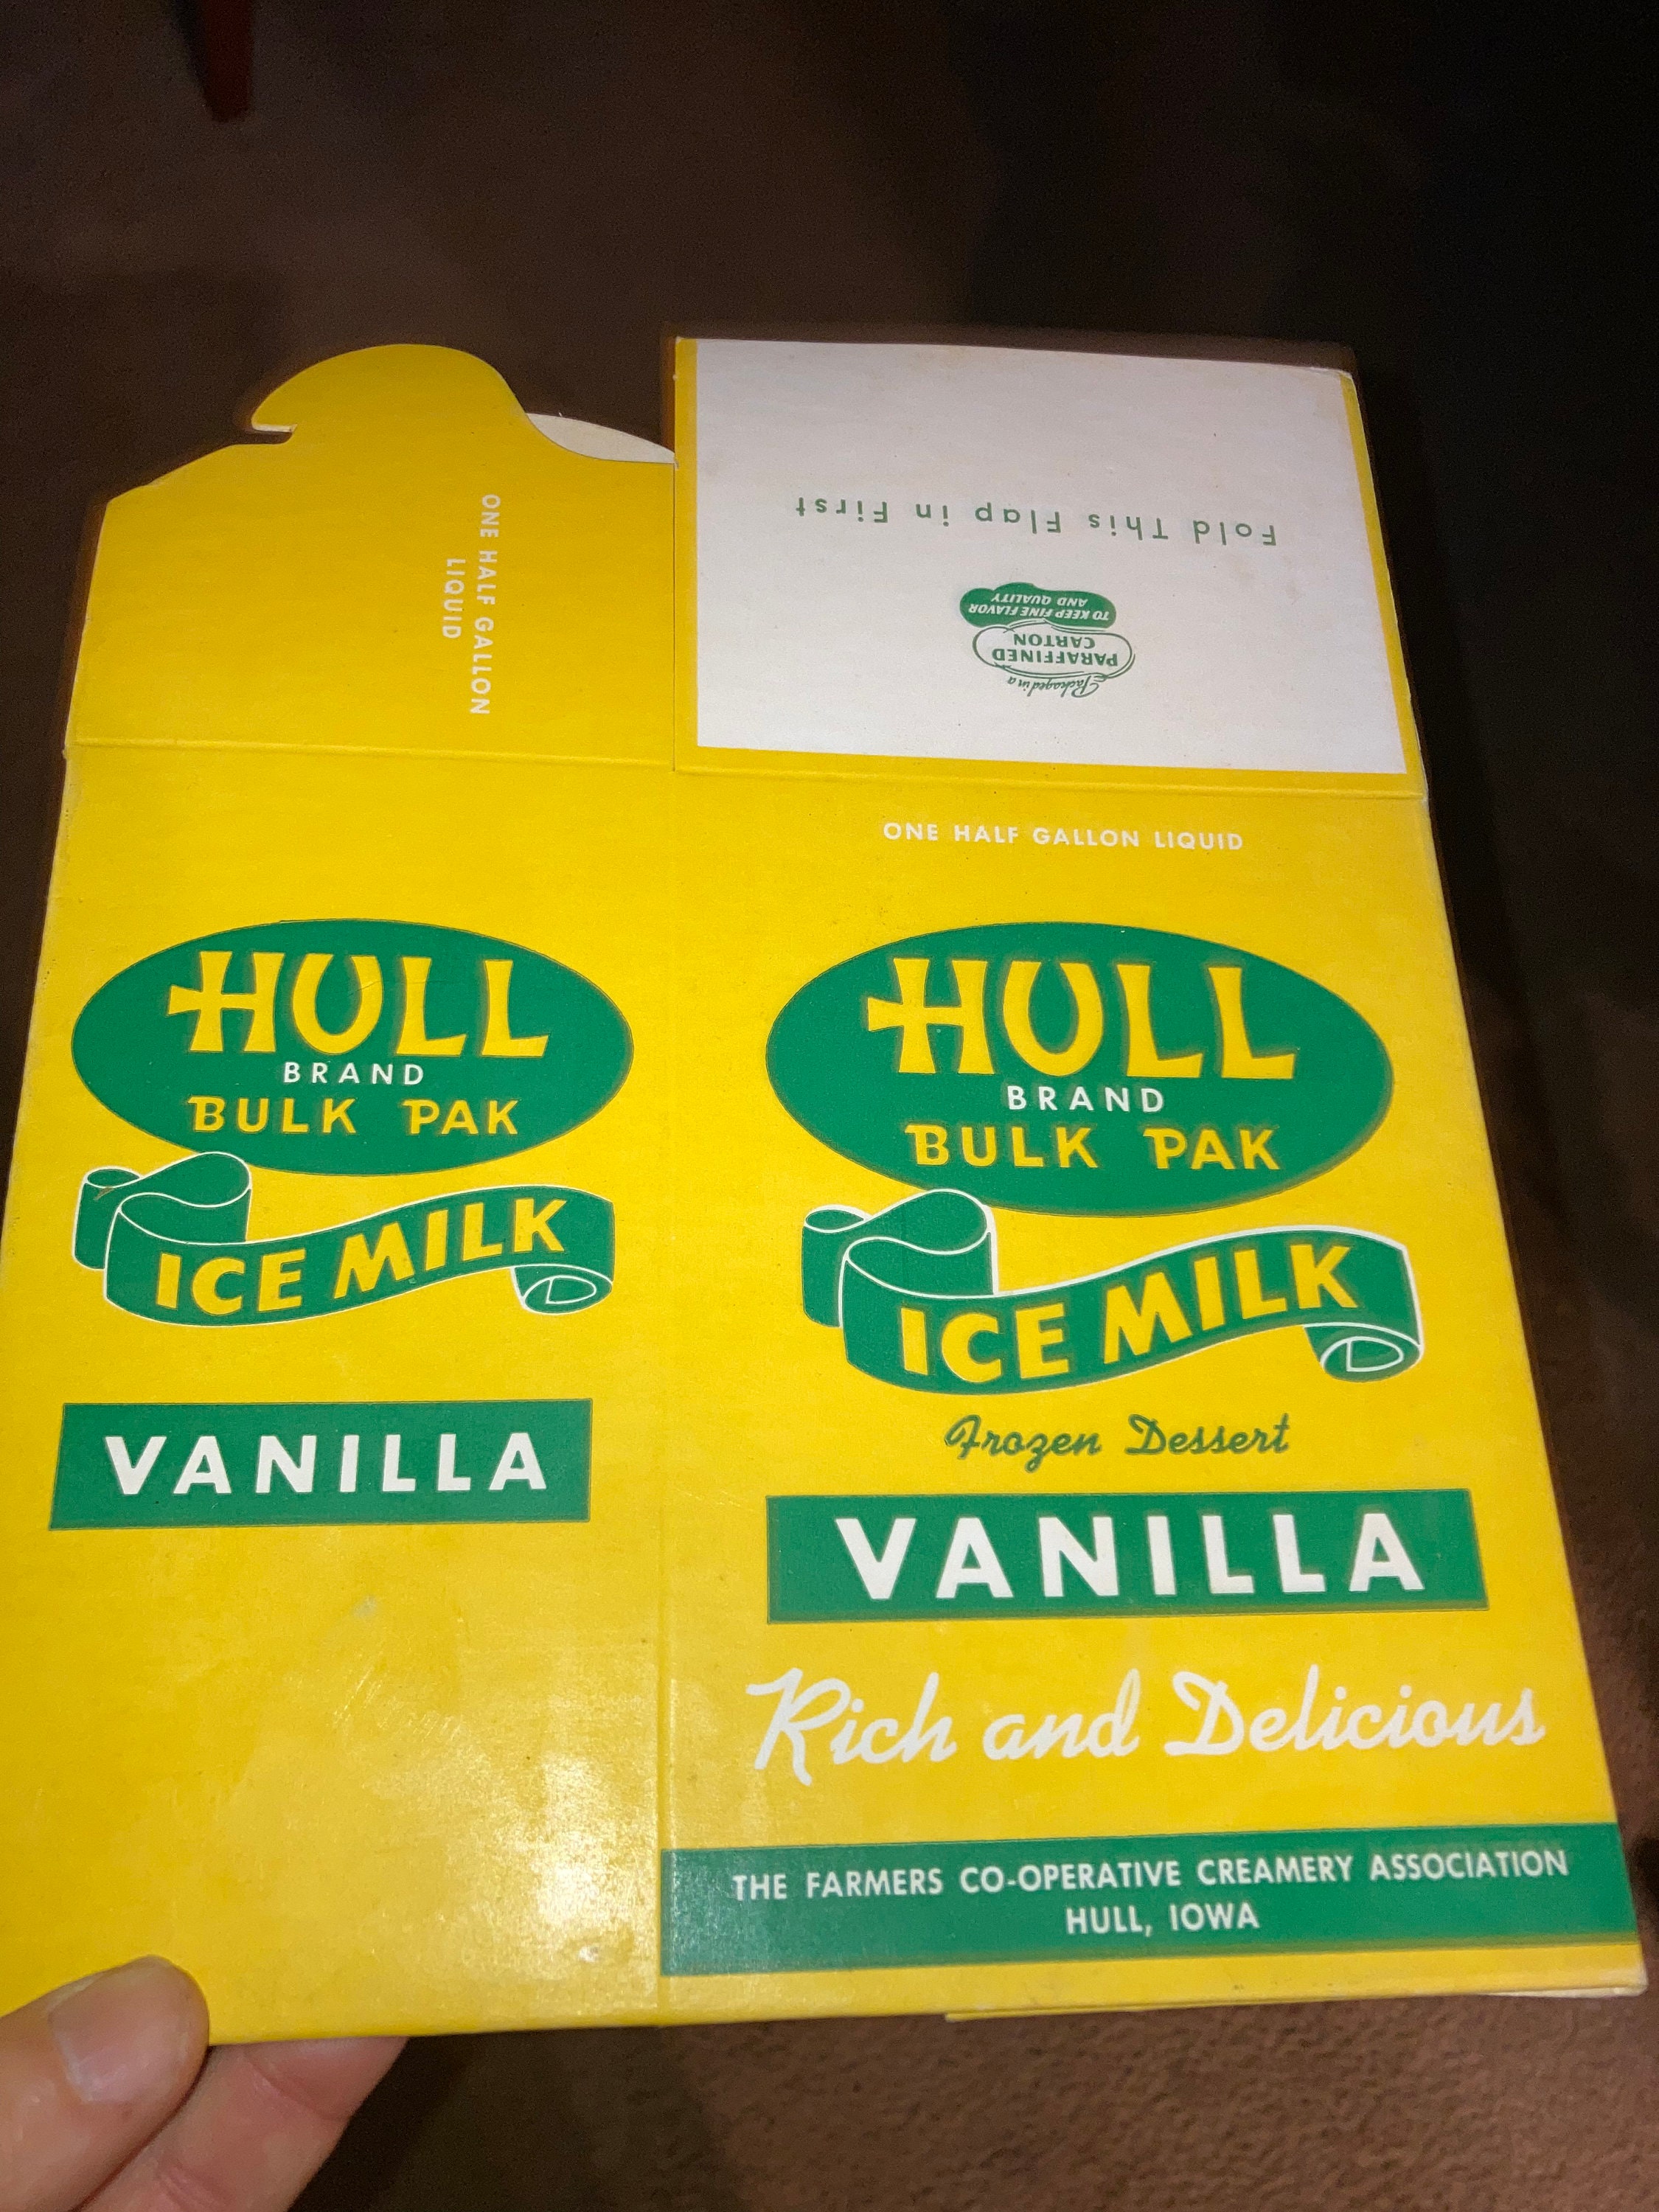 ONE HALF GALLON
LIQUID
Fold This Flap in First
TO KEEP FINE FLAVOR
AND QUALITY
Packaged in a
PARAFFINED
CARTON
ONE HALF GALLON LIQUID
HULL
BRAND
BULK PAK
ICE MILK
VANILLA
HULL
BRAND
BULK PAK
ICE MILK
Frozen Dessert
VANILLA
Rich and Delicious
THE FARMERS CO-OPERATIVE CREAMERY ASSOCIATION
HULL, IOWA